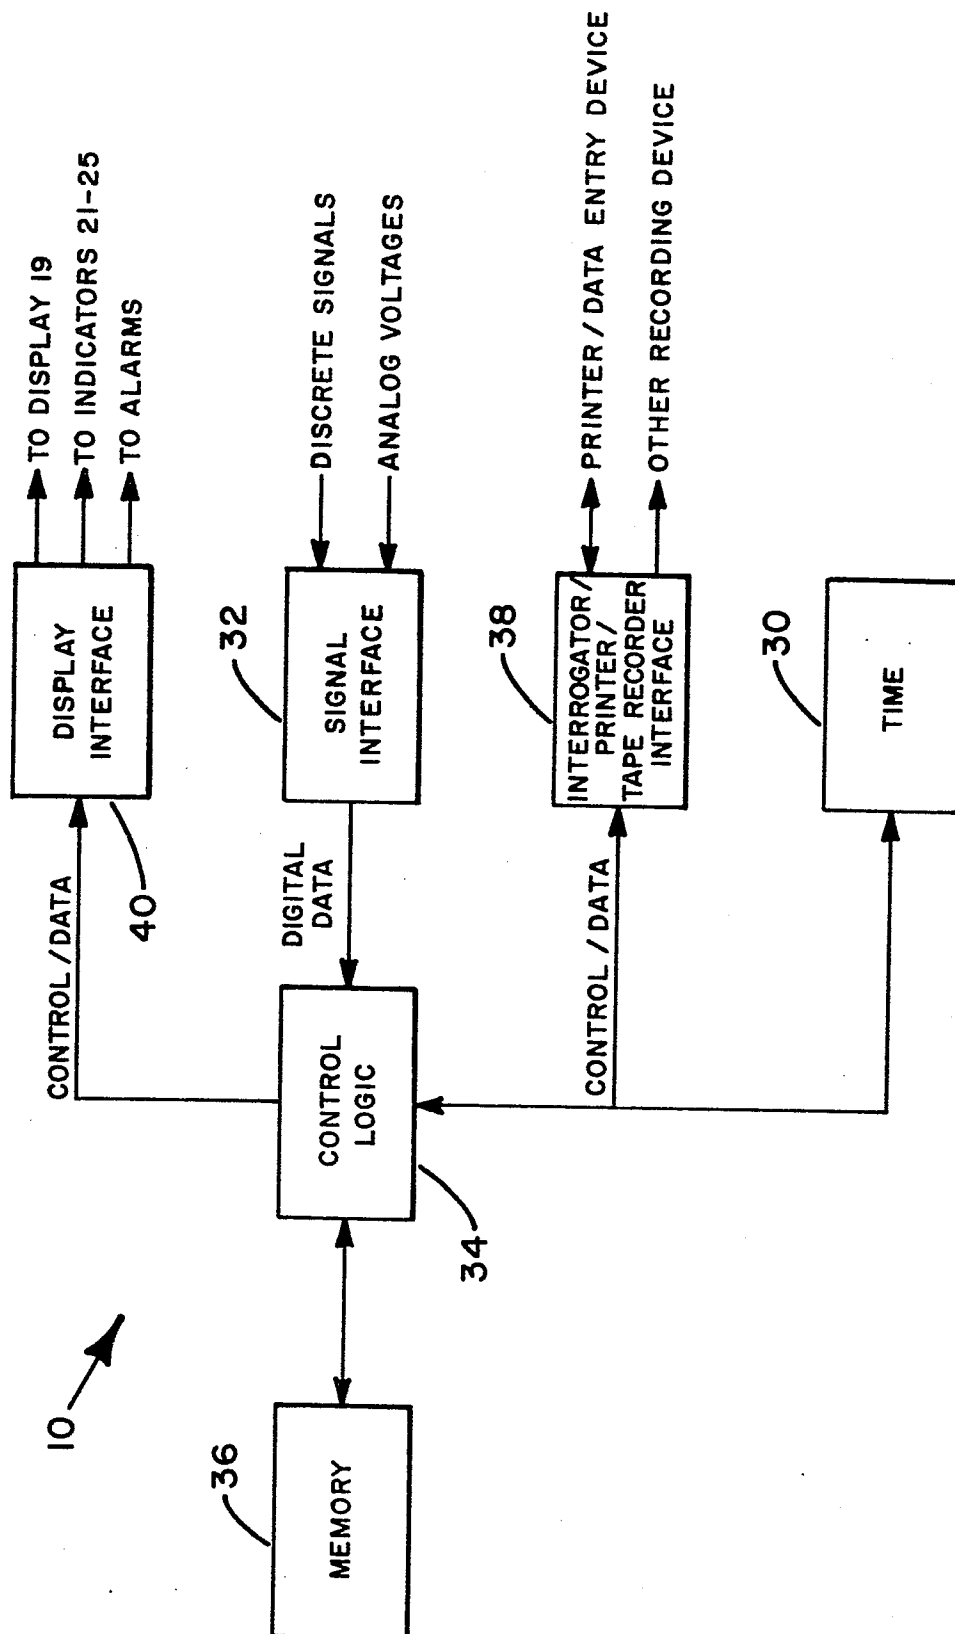 10
36
MEMORY
34
CONTROL
LOGIC
CONTROL/DATA
40
DISPLAY
INTERFACE
TO DISPLAY 19
TO INDICATORS 21-25
TO ALARMS
DIGITAL
DATA
32
SIGNAL
INTERFACE
DISCRETE SIGNALS
ANALOG VOLTAGES
CONTROL/DATA
38
INTERROGATOR/
PRINTER/
TAPE RECORDER
INTERFACE
PRINTER/DATA ENTRY DEVICE
OTHER RECORDING DEVICE
30
TIME